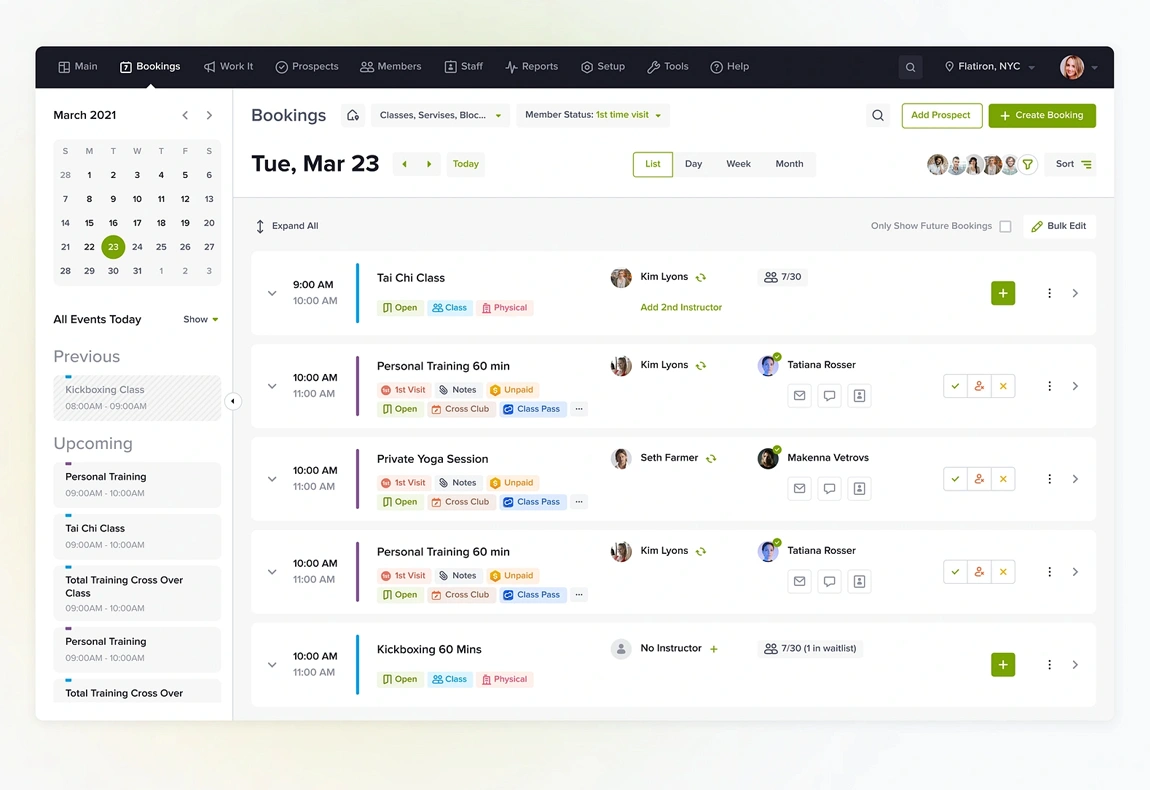 Main Bookings Work It Prospects Members Staff Reports Setup Tools Help Flatiron, NYC
March 2021
S M T W T F S
28 1 2 3 4 5 6
7 8 9 10 11 12 13
14 15 16 17 18 19 20
21 22 23 24 25 26 27
28 29 30 31 1 2 3
All Events Today Show
Previous
Kickboxing Class
08:00AM - 09:00AM
Upcoming
Personal Training
09:00AM - 10:00AM
Tai Chi Class
09:00AM - 10:00AM
Total Training Cross Over
Class
09:00AM - 10:00AM
Personal Training
09:00AM - 10:00AM
Total Training Cross Over
Bookings Classes, Servises, Bloc... Member Status: 1st time visit Add Prospect Create Booking
Tue, Mar 23 Today List Day Week Month Sort
Expand All Only Show Future Bookings Bulk Edit
9:00 AM
10:00 AM
Tai Chi Class
Open Class Physical
Kim Lyons
Add 2nd Instructor
7/30
10:00 AM
11:00 AM
Personal Training 60 min
1st Visit Notes Unpaid
Open Cross Club Class Pass ...
Kim Lyons
Tatiana Rosser
10:00 AM
11:00 AM
Private Yoga Session
1st Visit Notes Unpaid
Open Cross Club Class Pass ...
Seth Farmer
Makenna Vetrovs
10:00 AM
11:00 AM
Personal Training 60 min
1st Visit Notes Unpaid
Open Cross Club Class Pass ...
Kim Lyons
Tatiana Rosser
10:00 AM
11:00 AM
Kickboxing 60 Mins
Open Class Physical
No Instructor
7/30 (1 in waitlist)